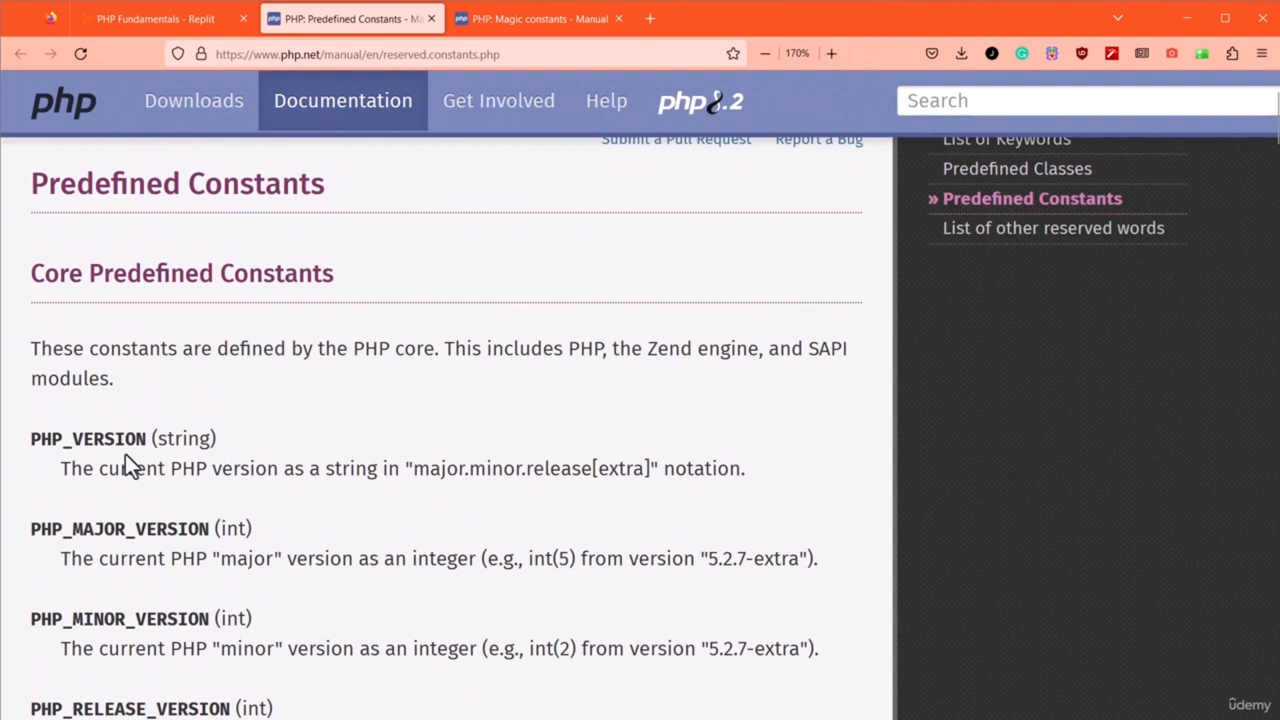 PHP Fundamentals - Replit
PHP: Predefined Constants - Ma
PHP: Magic constants - Manual
https://www.php.net/manual/en/reserved.constants.php
170%
php
Downloads
Documentation
Get Involved
Help
php8.2
Search
Submit a Pull Request
Report a Bug
List of Keywords
Predefined Classes
» Predefined Constants
List of other reserved words
Predefined Constants
Core Predefined Constants
These constants are defined by the PHP core. This includes PHP, the Zend engine, and SAPI
modules.
PHP_VERSION (string)
The current PHP version as a string in "major.minor.release[extra]" notation.
PHP_MAJOR_VERSION (int)
The current PHP "major" version as an integer (e.g., int(5) from version "5.2.7-extra").
PHP_MINOR_VERSION (int)
The current PHP "minor" version as an integer (e.g., int(2) from version "5.2.7-extra").
PHP_RELEASE_VERSION (int)
ûdemy